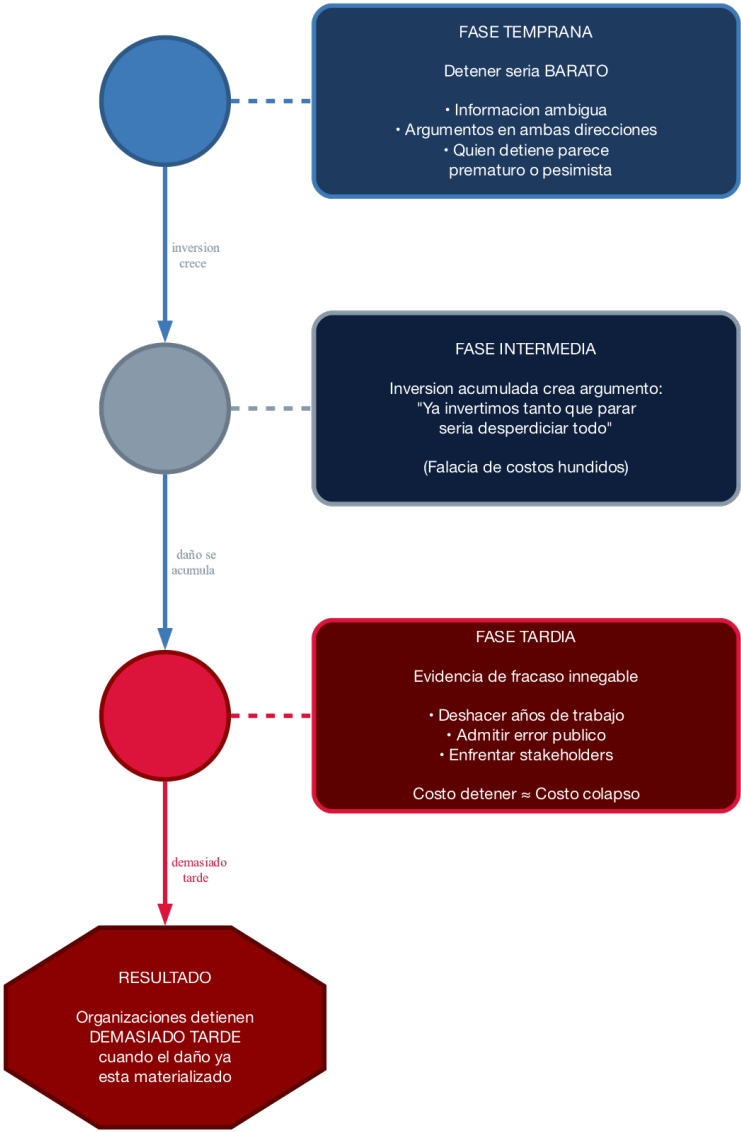 FASE TEMPRANA
Detener seria BARATO
• Informacion ambigua
• Argumentos en ambas direcciones
• Quien detiene parece
prematuro o pesimista
inversion
crece
FASE INTERMEDIA
Inversion acumulada crea argumento:
"Ya invertimos tanto que parar
seria desperdiciar todo"
(Falacia de costos hundidos)
daño se
acumula
FASE TARDIA
Evidencia de fracaso innegable
• Deshacer años de trabajo
• Admitir error publico
• Enfrentar stakeholders
Costo detener ≈ Costo colapso
demasiado
tarde
RESULTADO
Organizaciones detienen
DEMASIADO TARDE
cuando el daño ya
esta materializado